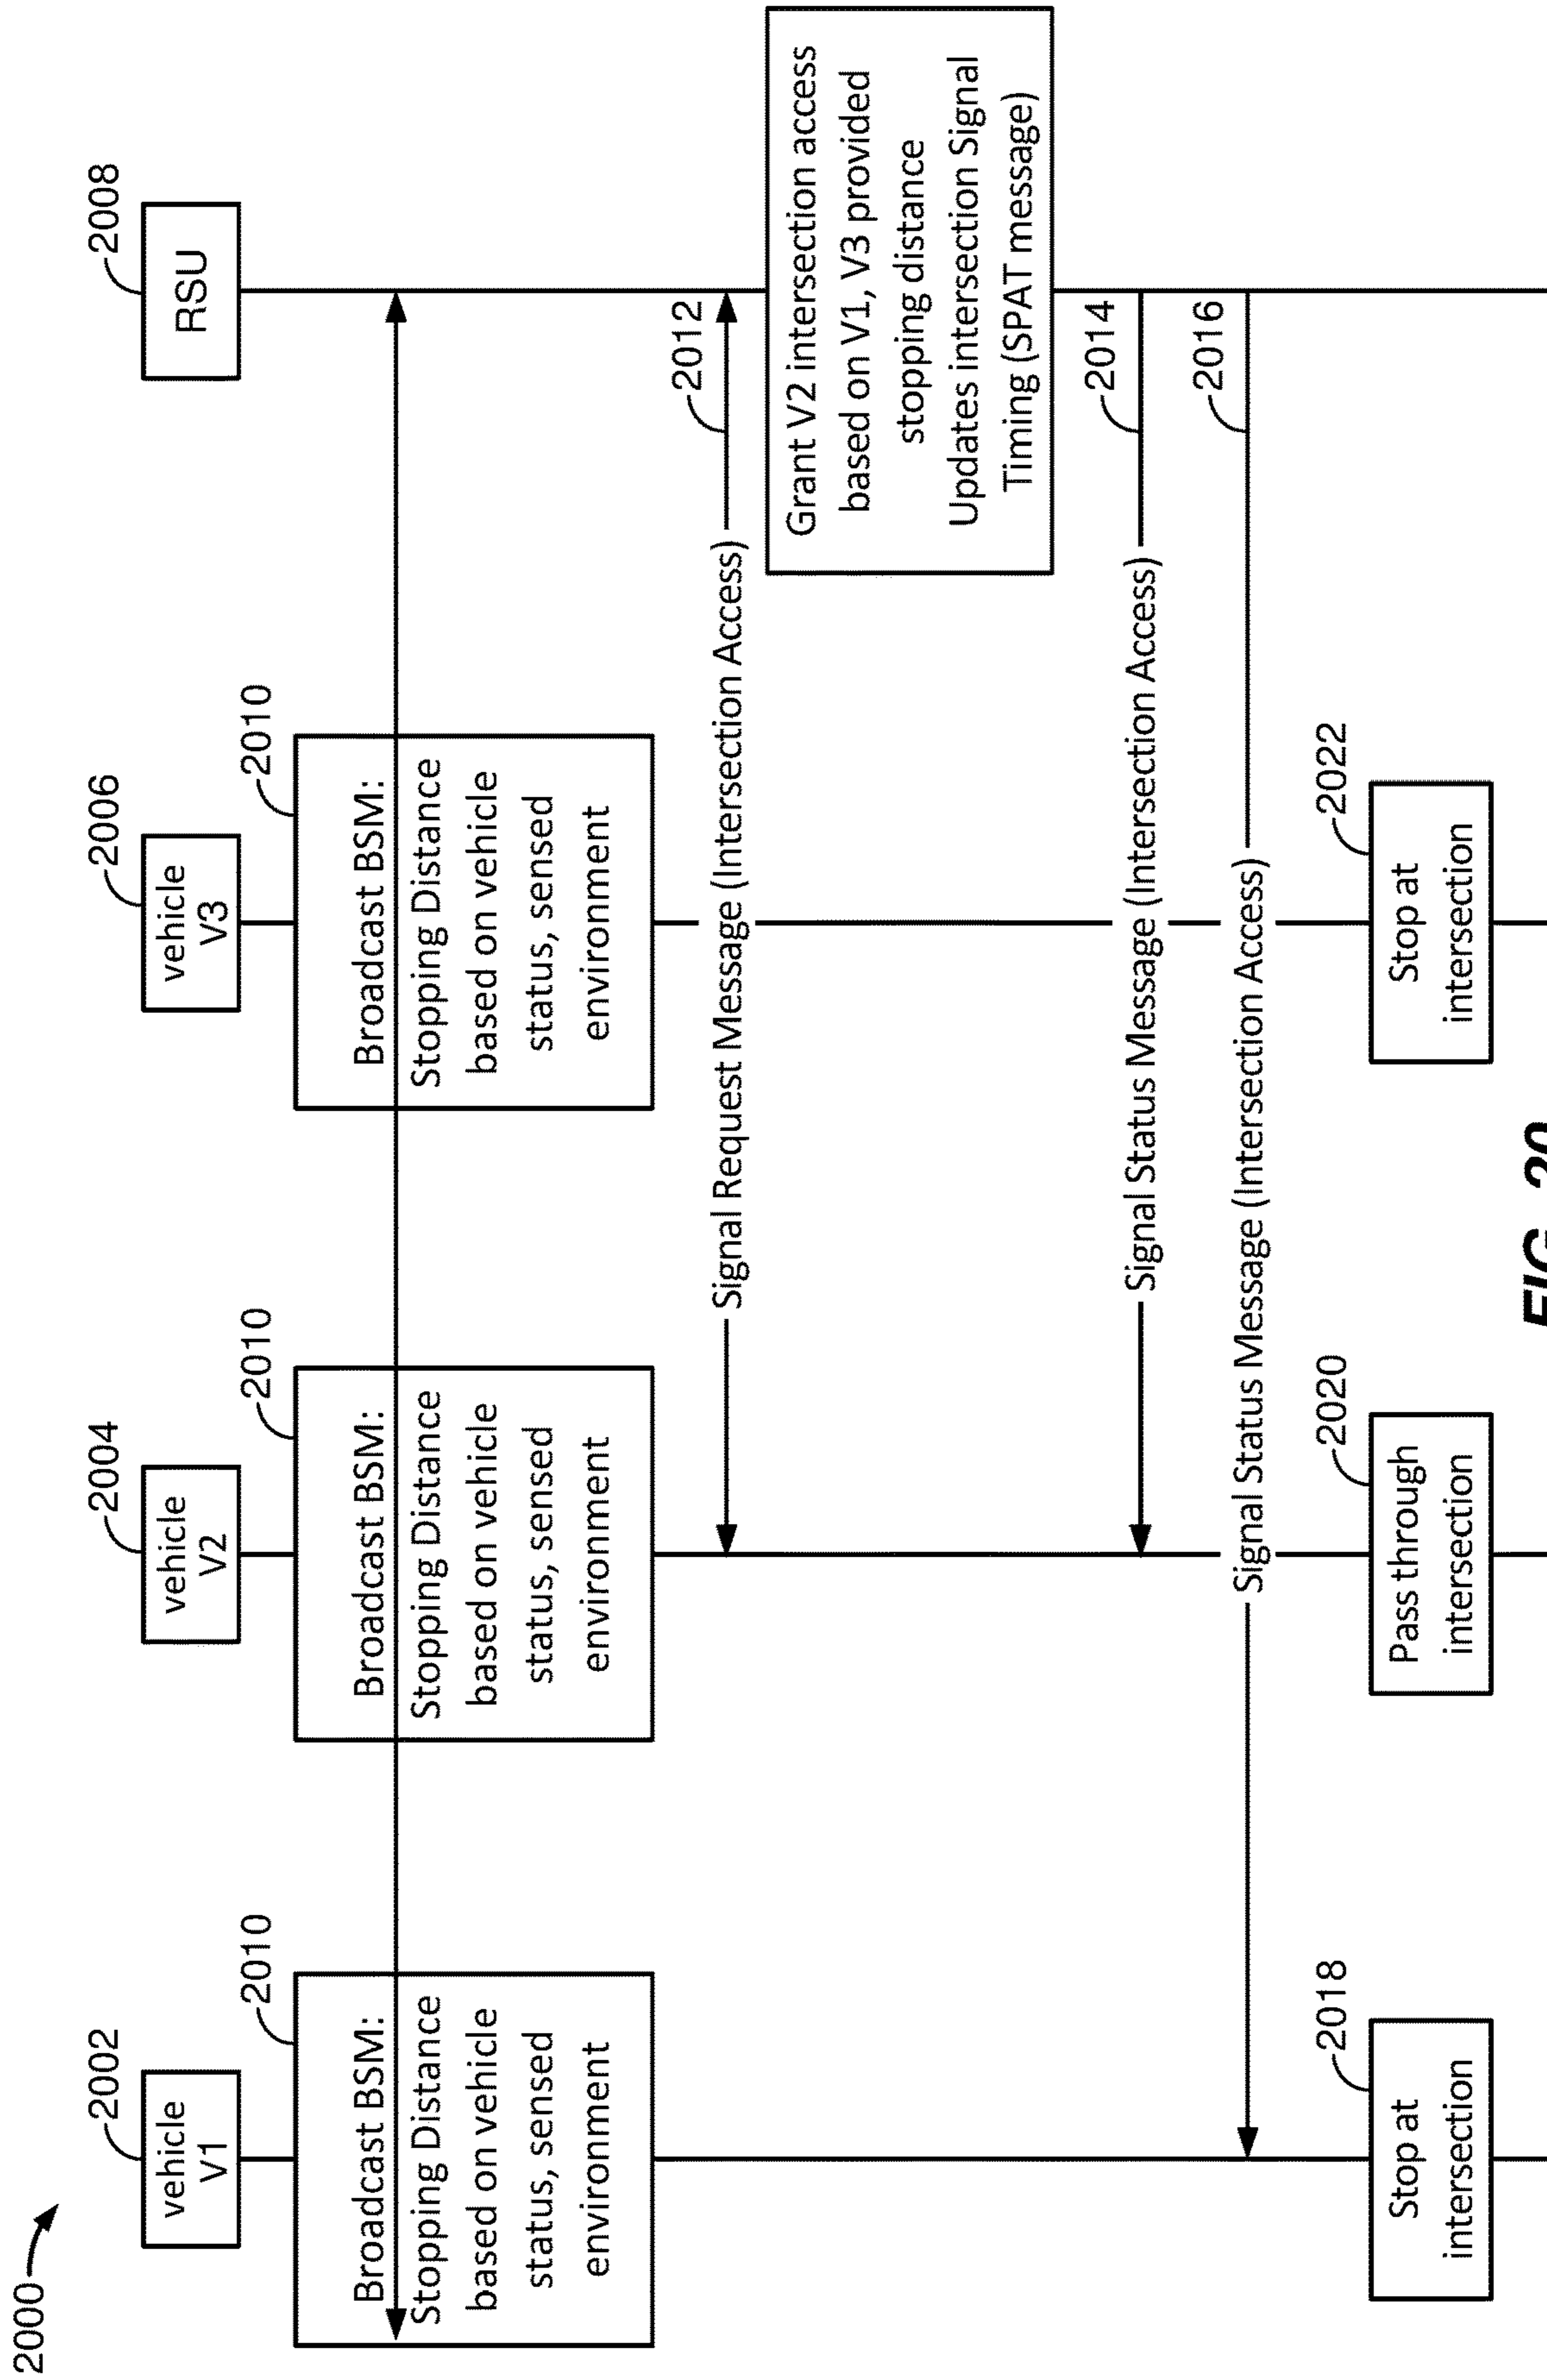 2000
2002
vehicle
V1
2004
vehicle
V2
2006
vehicle
V3
2008
RSU
2010
Broadcast BSM:
Stopping Distance
based on vehicle
status, sensed
environment
2010
Broadcast BSM:
Stopping Distance
based on vehicle
status, sensed
environment
2010
Broadcast BSM:
Stopping Distance
based on vehicle
status, sensed
environment
Signal Request Message (Intersection Access)
2012
Grant V2 intersection access
based on V1, V3 provided
stopping distance
Updates intersection Signal
Timing (SPAT message)
Signal Status Message (Intersection Access)
2014
Signal Status Message (Intersection Access)
2016
2018
Stop at
intersection
2020
Pass through
intersection
2022
Stop at
intersection
FIG. 20